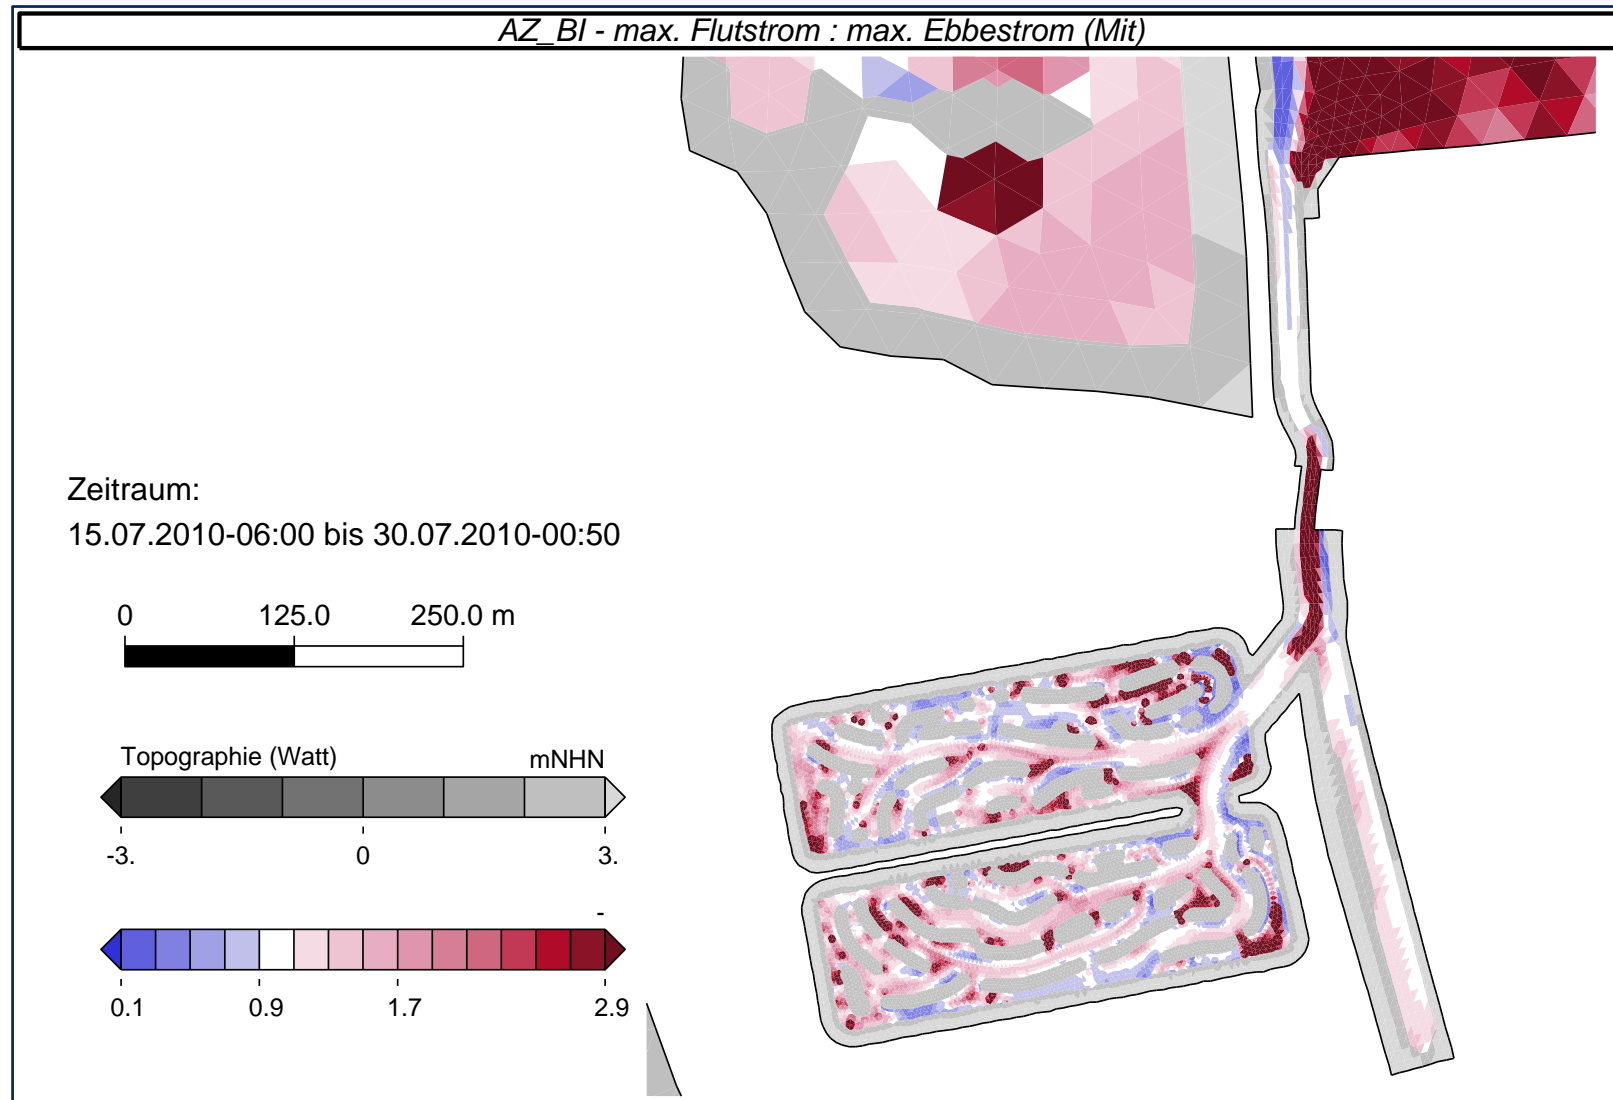 AZ_BI - max. Flutstrom : max. Ebbestrom (Mit)
Zeitraum:
15.07.2010-06:00 bis 30.07.2010-00:50
0 125.0 250.0 m
Topographie (Watt) mNHN
-3. 0 3.
-
0.1 0.9 1.7 2.9